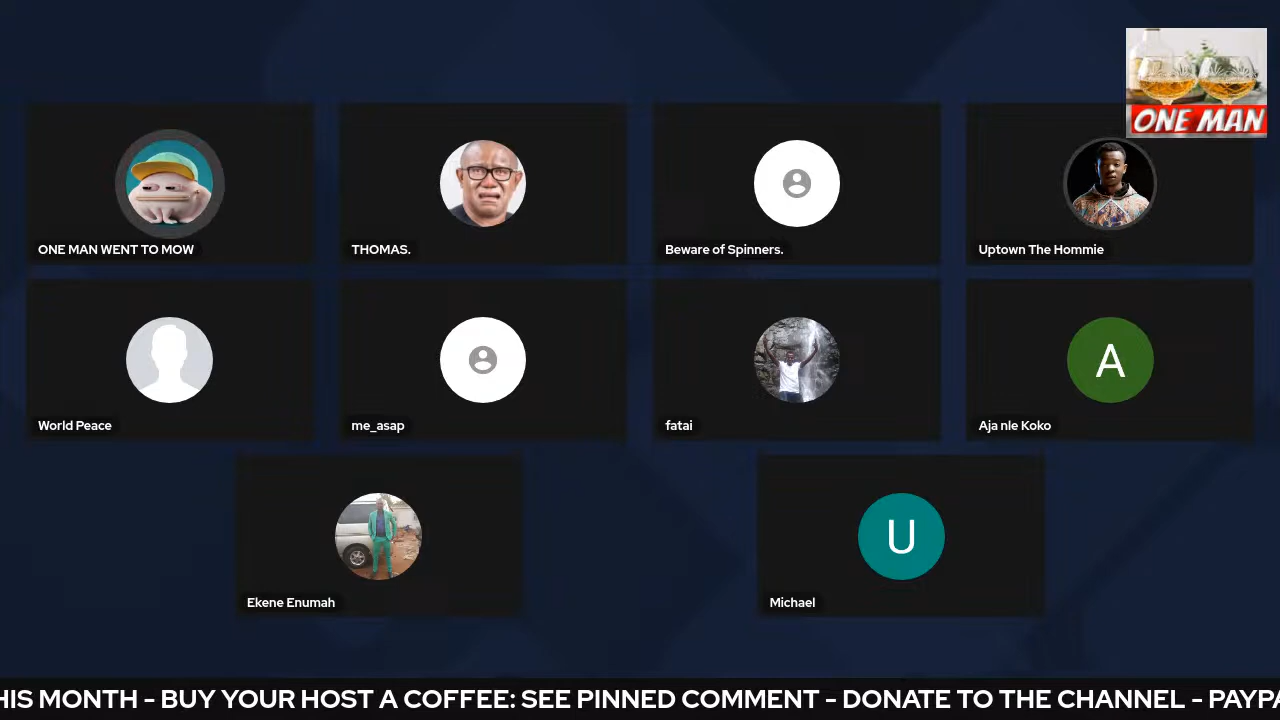 ONE MAN
ONE MAN WENT TO MOW
THOMAS.
Beware of Spinners.
Uptown The Hommie
World Peace
me_asap
fatai
A
Aja nle Koko
Ekene Enumah
U
Michael
HIS MONTH - BUY YOUR HOST A COFFEE: SEE PINNED COMMENT - DONATE TO THE CHANNEL - PAYPA